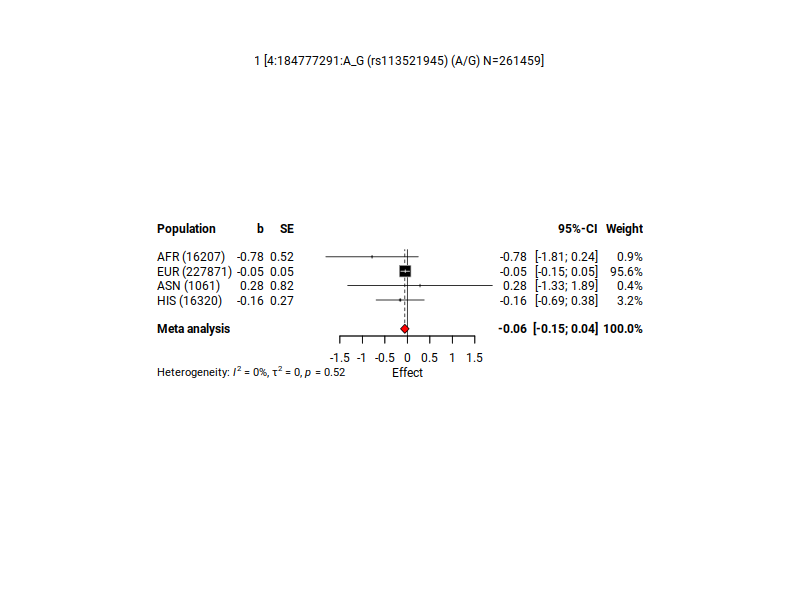 1 [4:184777291:A_G (rs113521945) (A/G) N=261459]
Population b SE 95%-CI Weight
AFR (16207) -0.78 0.52 -0.78 [-1.81; 0.24] 0.9%
EUR (227871) -0.05 0.05 -0.05 [-0.15; 0.05] 95.6%
ASN (1061) 0.28 0.82 0.28 [-1.33; 1.89] 0.4%
HIS (16320) -0.16 0.27 -0.16 [-0.69; 0.38] 3.2%
Meta analysis -0.06 [-0.15; 0.04] 100.0%
-1.5 -1 -0.5 0 0.5 1 1.5
Heterogeneity: I² = 0%, τ² = 0, p = 0.52 Effect